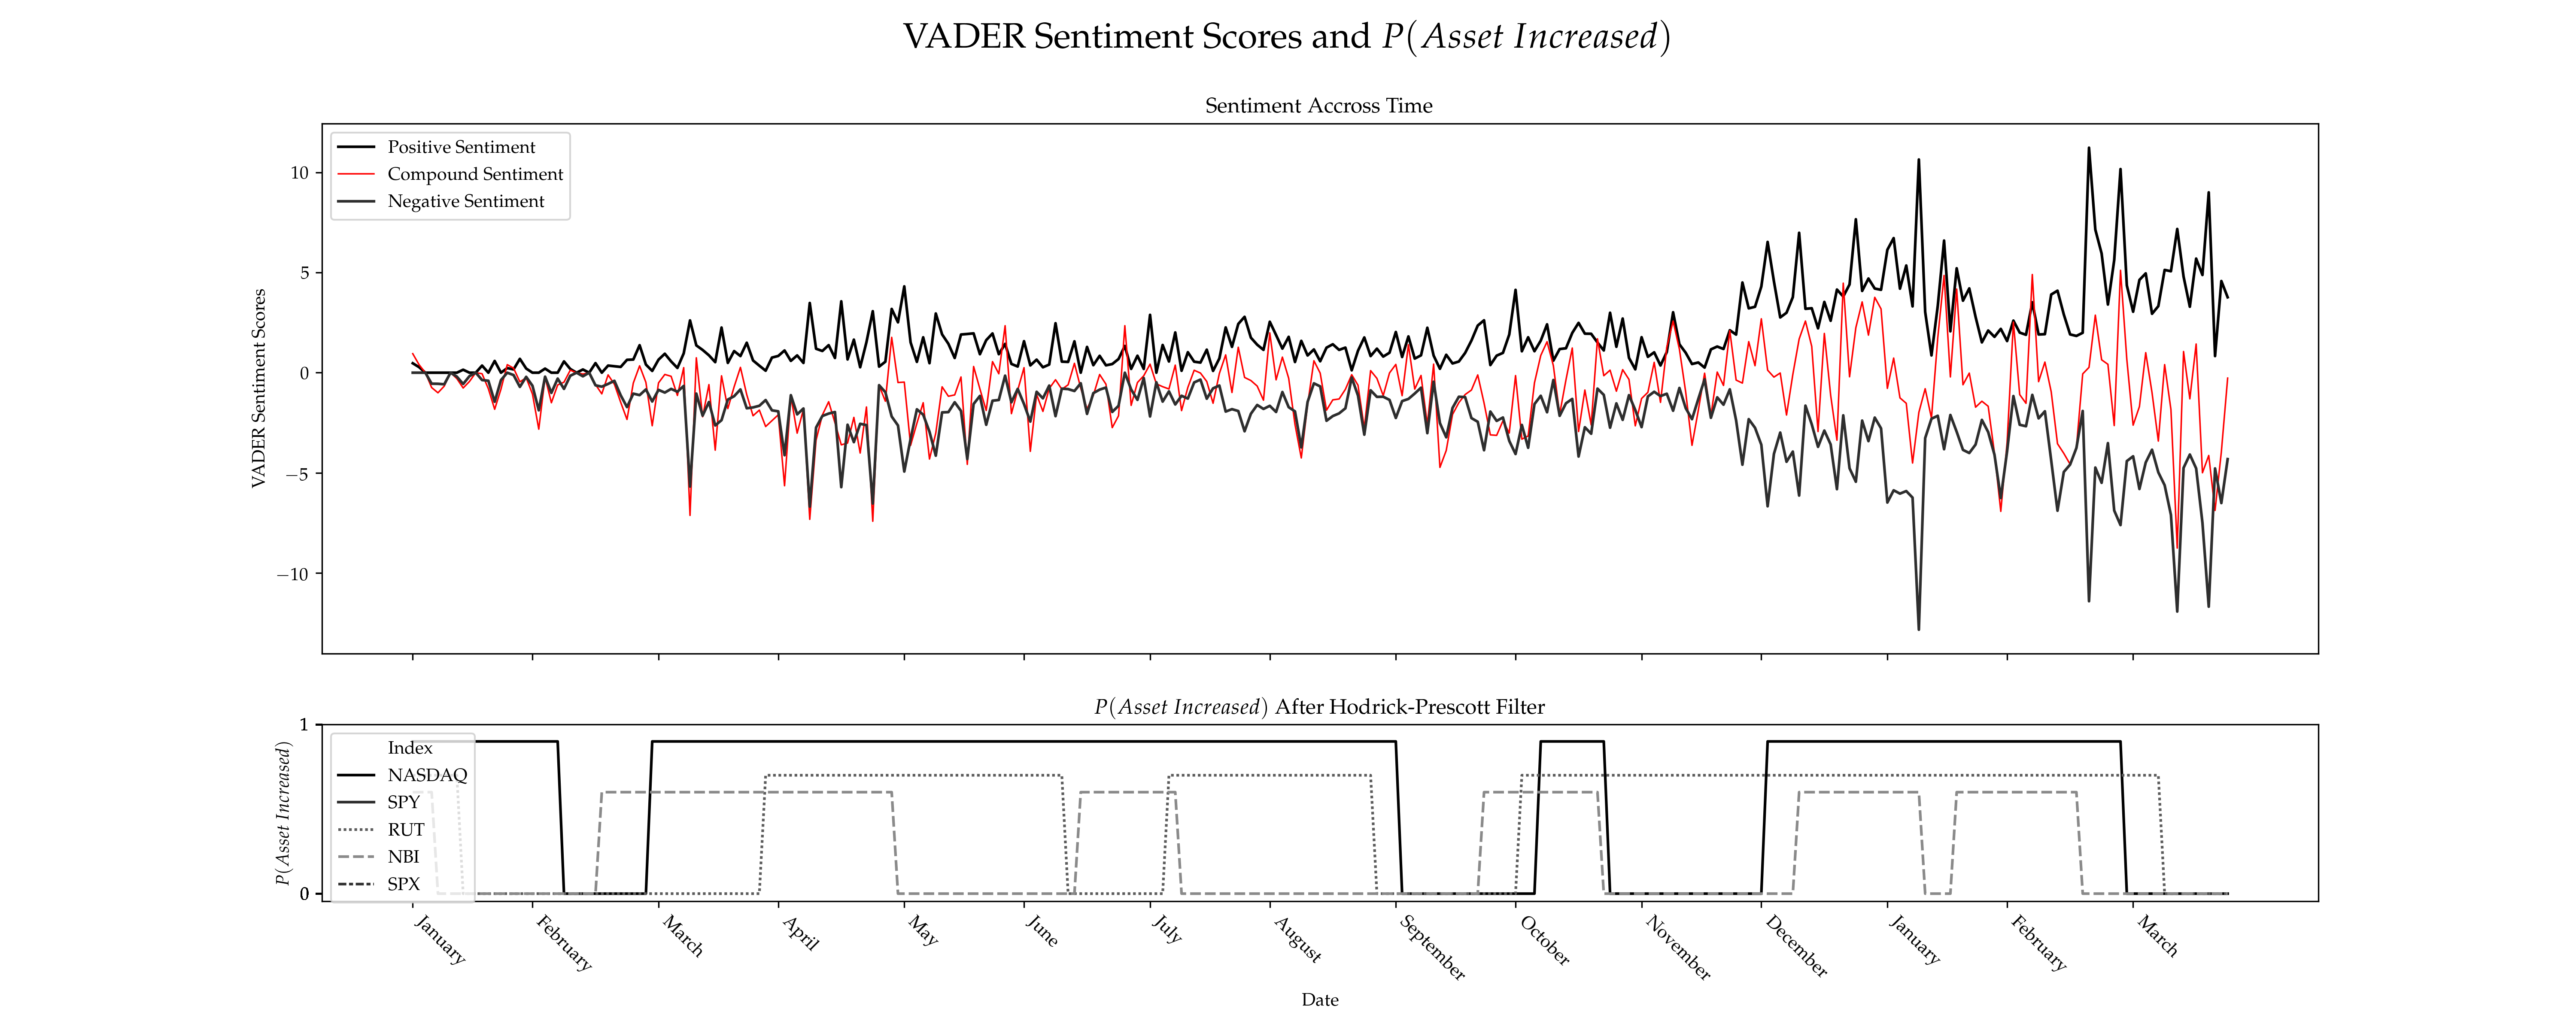 VADER Sentiment Scores and P(Asset Increased)
Sentiment Accross Time
Positive Sentiment
Compound Sentiment
Negative Sentiment
VADER Sentiment Scores
10
5
0
−5
−10
P(Asset Increased) After Hodrick-Prescott Filter
P(Asset Increased)
1
0
Index
NASDAQ
SPY
RUT
NBI
SPX
January
February
March
April
May
June
July
August
September
October
November
December
January
February
March
Date